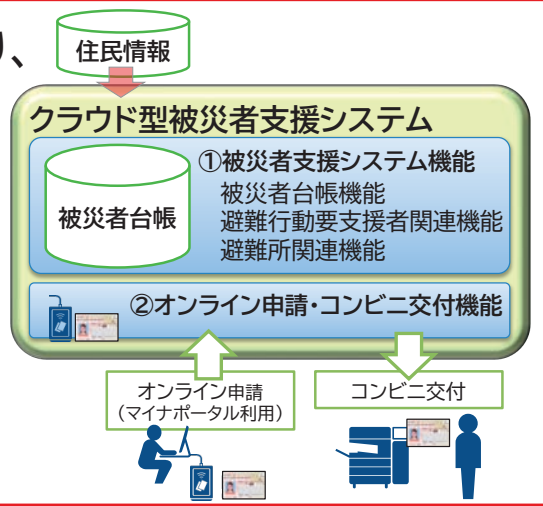 り、
住民情報
クラウド型被災者支援システム
①被災者支援システム機能
被災者台帳
被災者台帳機能
避難行動要支援者関連機能
避難所関連機能
②オンライン申請・コンビニ交付機能
オンライン申請
（マイナポータル利用）
コンビニ交付